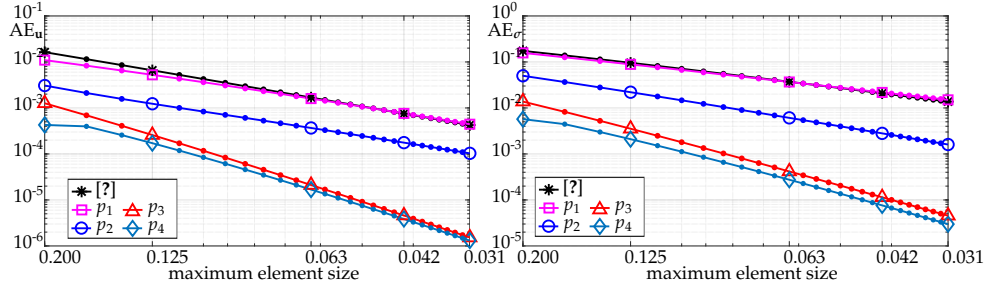 10^-1
AE_u
10^-2
10^-3
10^-4
10^-5
10^-6
[?]
p_1 p_3
p_2 p_4
0.200 0.125 0.063 0.042 0.031
maximum element size
10^0
AE_σ
10^-1
10^-2
10^-3
10^-4
10^-5
[?]
p_1 p_3
p_2 p_4
0.200 0.125 0.063 0.042 0.031
maximum element size